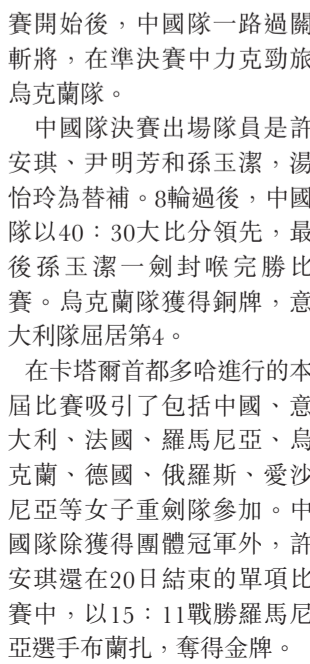 賽開始後，中國隊一路過關
斬將，在準決賽中力克勁旅
烏克蘭隊。
中國隊決賽出場隊員是許
安琪、尹明芳和孫玉潔，湯
怡玲為替補。8輪過後，中國
隊以40：30大比分領先，最
後孫玉潔一劍封喉完勝比
賽。烏克蘭隊獲得銅牌，意
大利隊屈居第4。
在卡塔爾首都多哈進行的本
屆比賽吸引了包括中國、意
大利、法國、羅馬尼亞、烏
克蘭、德國、俄羅斯、愛沙
尼亞等女子重劍隊參加。中
國隊除獲得團體冠軍外，許
安琪還在20日結束的單項比
賽中，以15：11戰勝羅馬尼
亞選手布蘭扎，奪得金牌。